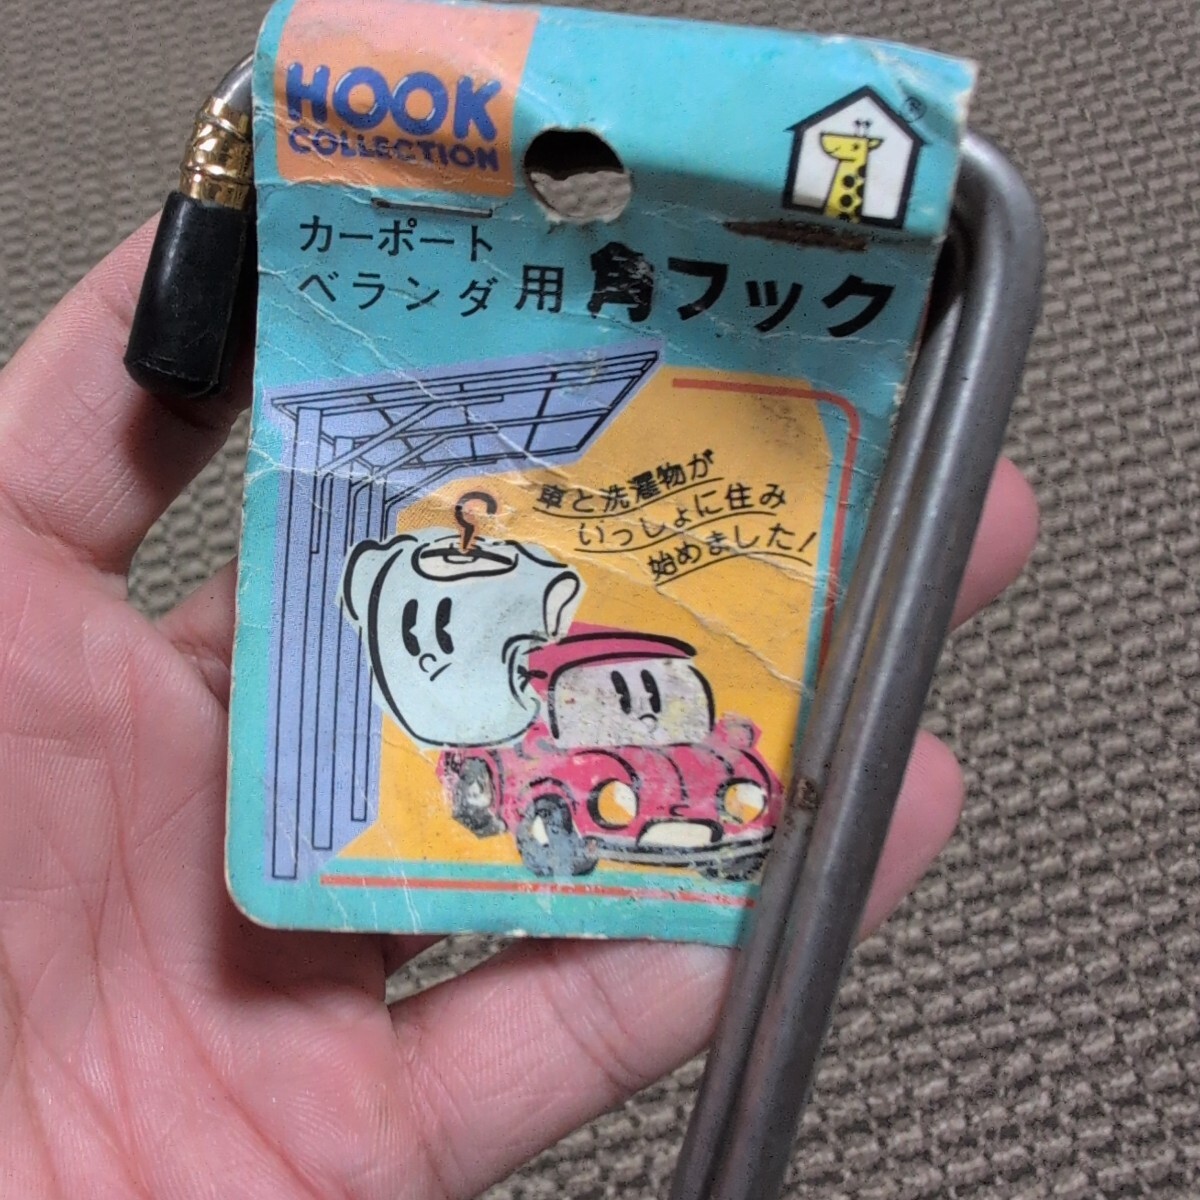 HOOK
COLLECTION
カーポート
ベランダ用 角フック
車と洗濯物が
いっしょに住み
始めました!
®